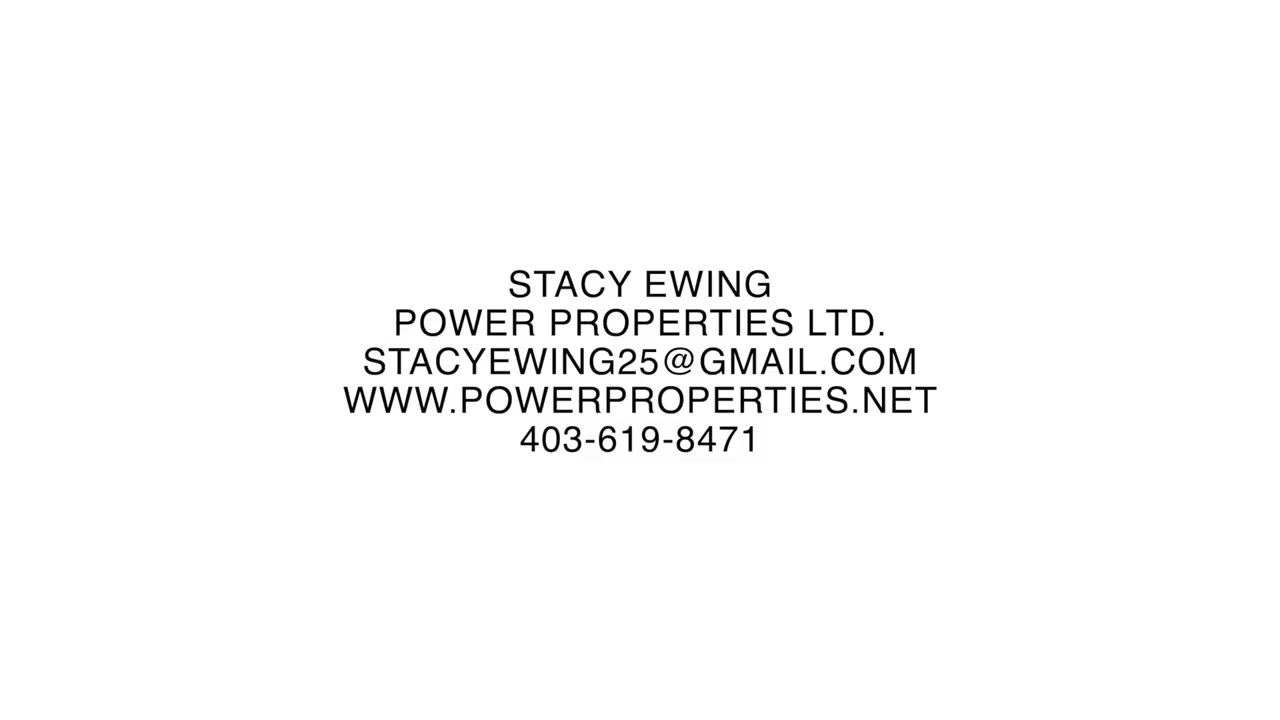 STACY EWING
POWER PROPERTIES LTD.
STACYEWING25@GMAIL.COM
WWW.POWERPROPERTIES.NET
403-619-8471